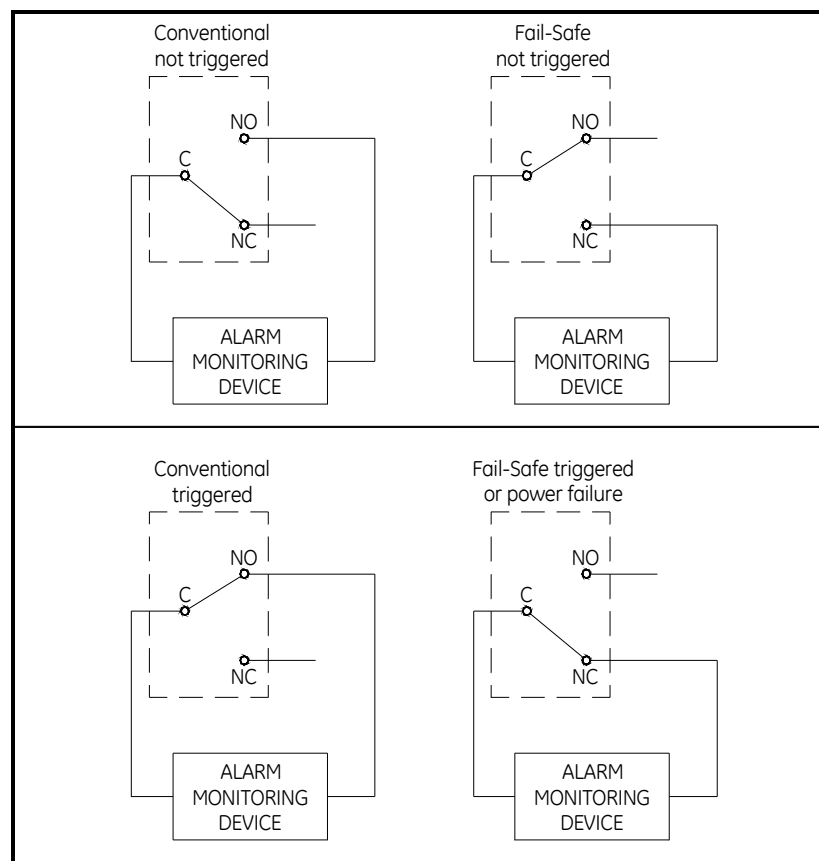 Conventional
not triggered
NO
C
NC
ALARM
MONITORING
DEVICE
Fail-Safe
not triggered
NO
C
NC
ALARM
MONITORING
DEVICE
Conventional
triggered
NO
C
NC
ALARM
MONITORING
DEVICE
Fail-Safe triggered
or power failure
NO
C
NC
ALARM
MONITORING
DEVICE